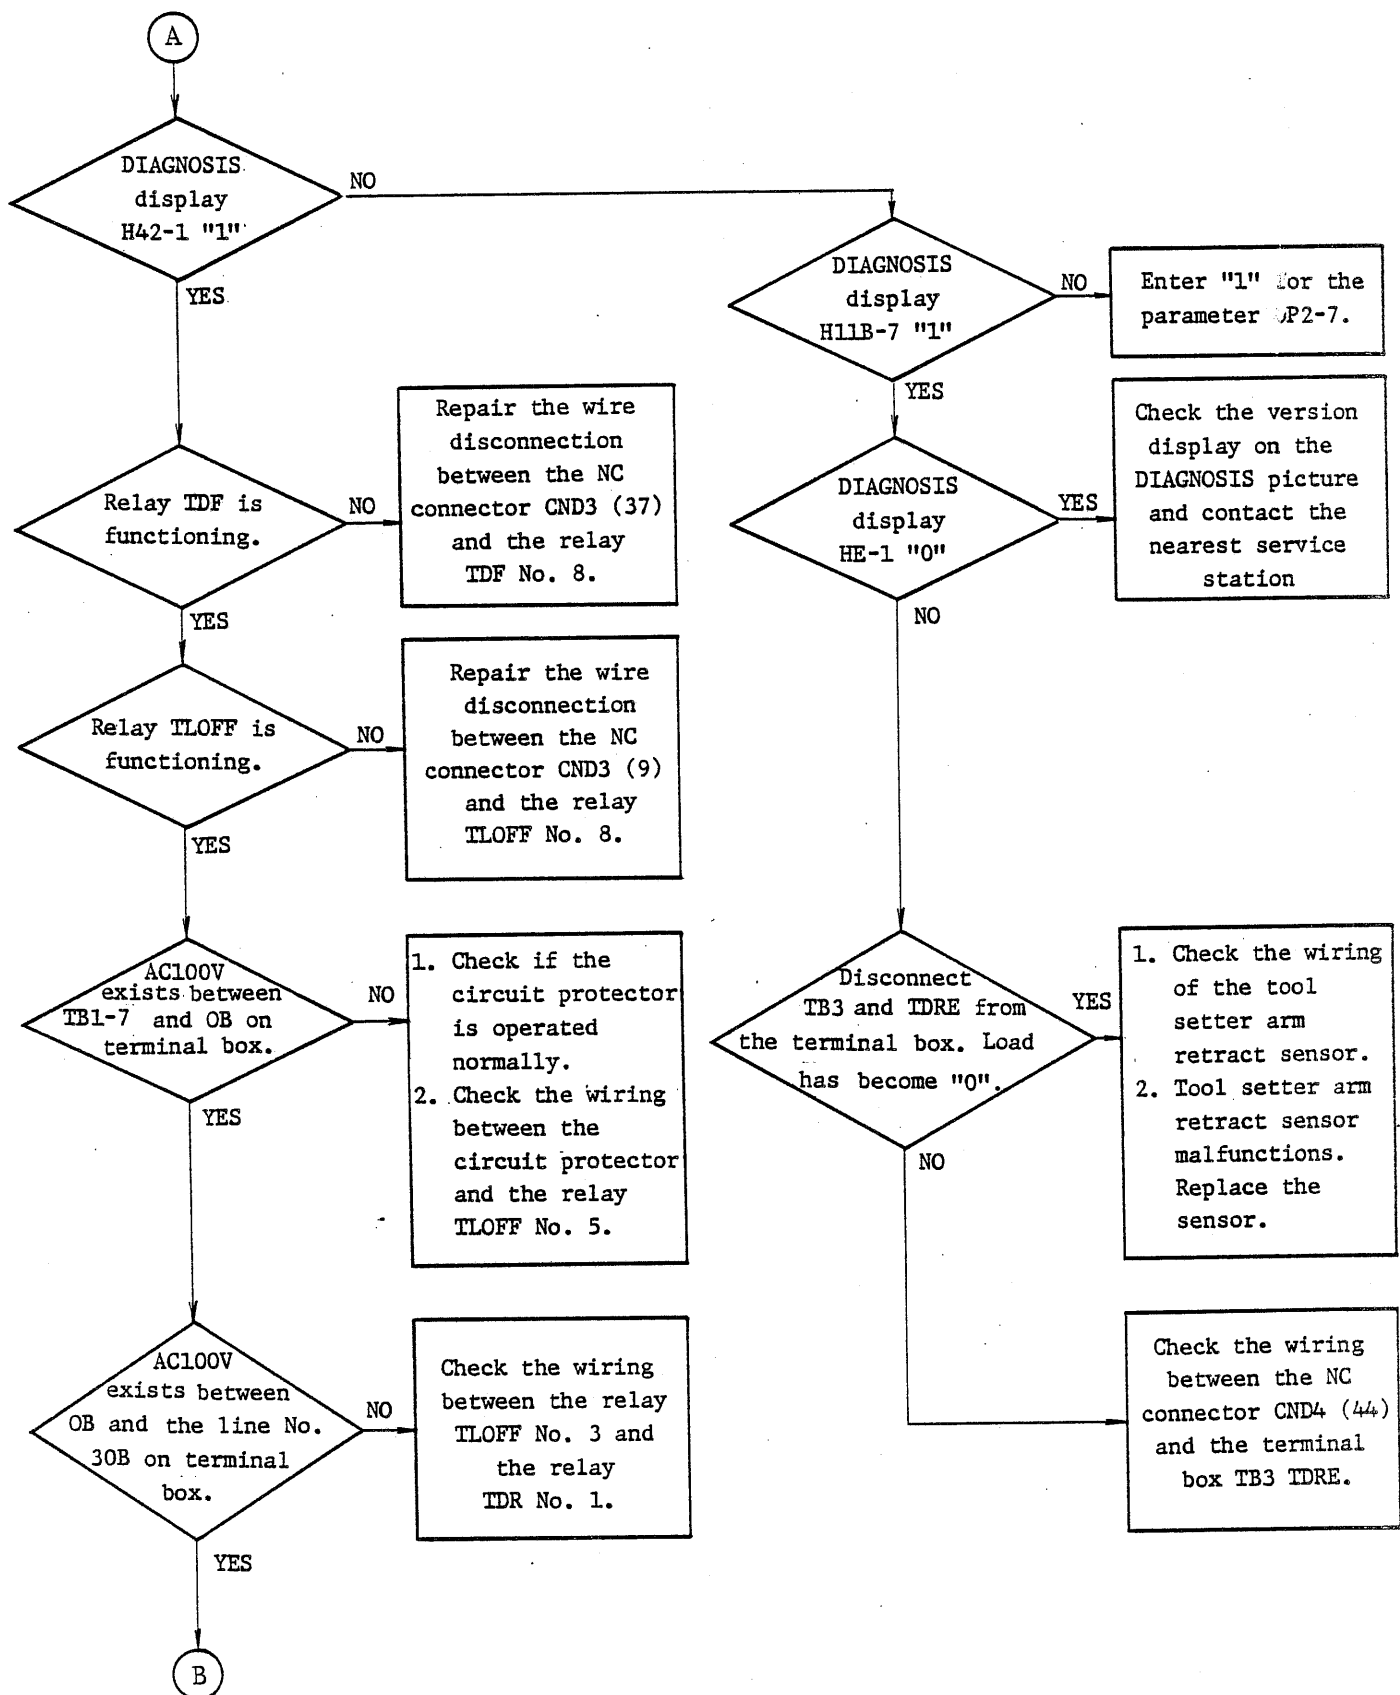 A
DIAGNOSIS
display
H42-1 "1"
NO
YES
DIAGNOSIS
display
H11B-7 "1"
NO
Enter "1" for the
parameter P2-7.
YES
DIAGNOSIS
display
HE-1 "0"
YES
Check the version
display on the
DIAGNOSIS picture
and contact the
nearest service
station
NO
Relay TDF is
functioning.
NO
Repair the wire
disconnection
between the NC
connector CND3 (37)
and the relay
TDF No. 8.
YES
Relay TLOFF is
functioning.
NO
Repair the wire
disconnection
between the NC
connector CND3 (9)
and the relay
TLOFF No. 8.
YES
AC100V
exists between
TB1-7 and OB on
terminal box.
NO
1. Check if the
circuit protector
is operated
normally.
2. Check the wiring
between the
circuit protector
and the relay
TLOFF No. 5.
YES
Disconnect
TB3 and TDRE from
the terminal box. Load
has become "0".
YES
1. Check the wiring
of the tool
setter arm
retract sensor.
2. Tool setter arm
retract sensor
malfunctions.
Replace the
sensor.
NO
Check the wiring
between the NC
connector CND4 (44)
and the terminal
box TB3 TDRE.
AC100V
exists between
OB and the line No.
30B on terminal
box.
NO
Check the wiring
between the relay
TLOFF No. 3 and
the relay
TDR No. 1.
YES
B